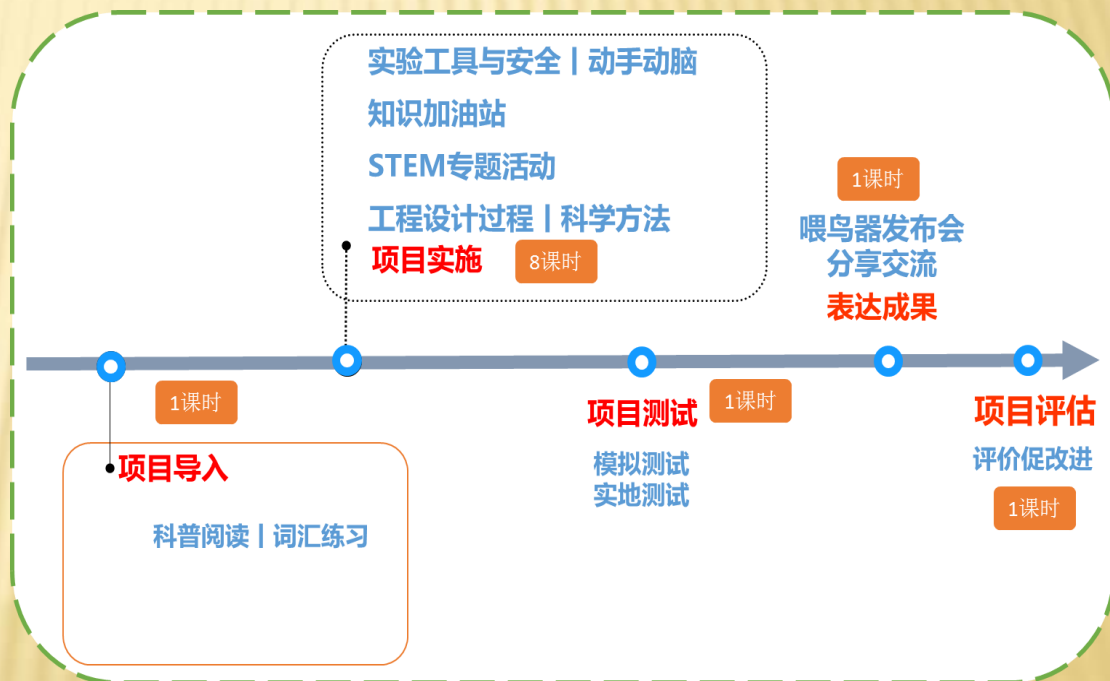 实验工具与安全丨动手动脑
知识加油站
STEM专题活动
工程设计过程丨科学方法
项目实施
8课时
1课时
喂鸟器发布会
分享交流
表达成果
1课时
项目导入
科普阅读丨词汇练习
项目测试
1课时
模拟测试
实地测试
项目评估
评价促改进
1课时